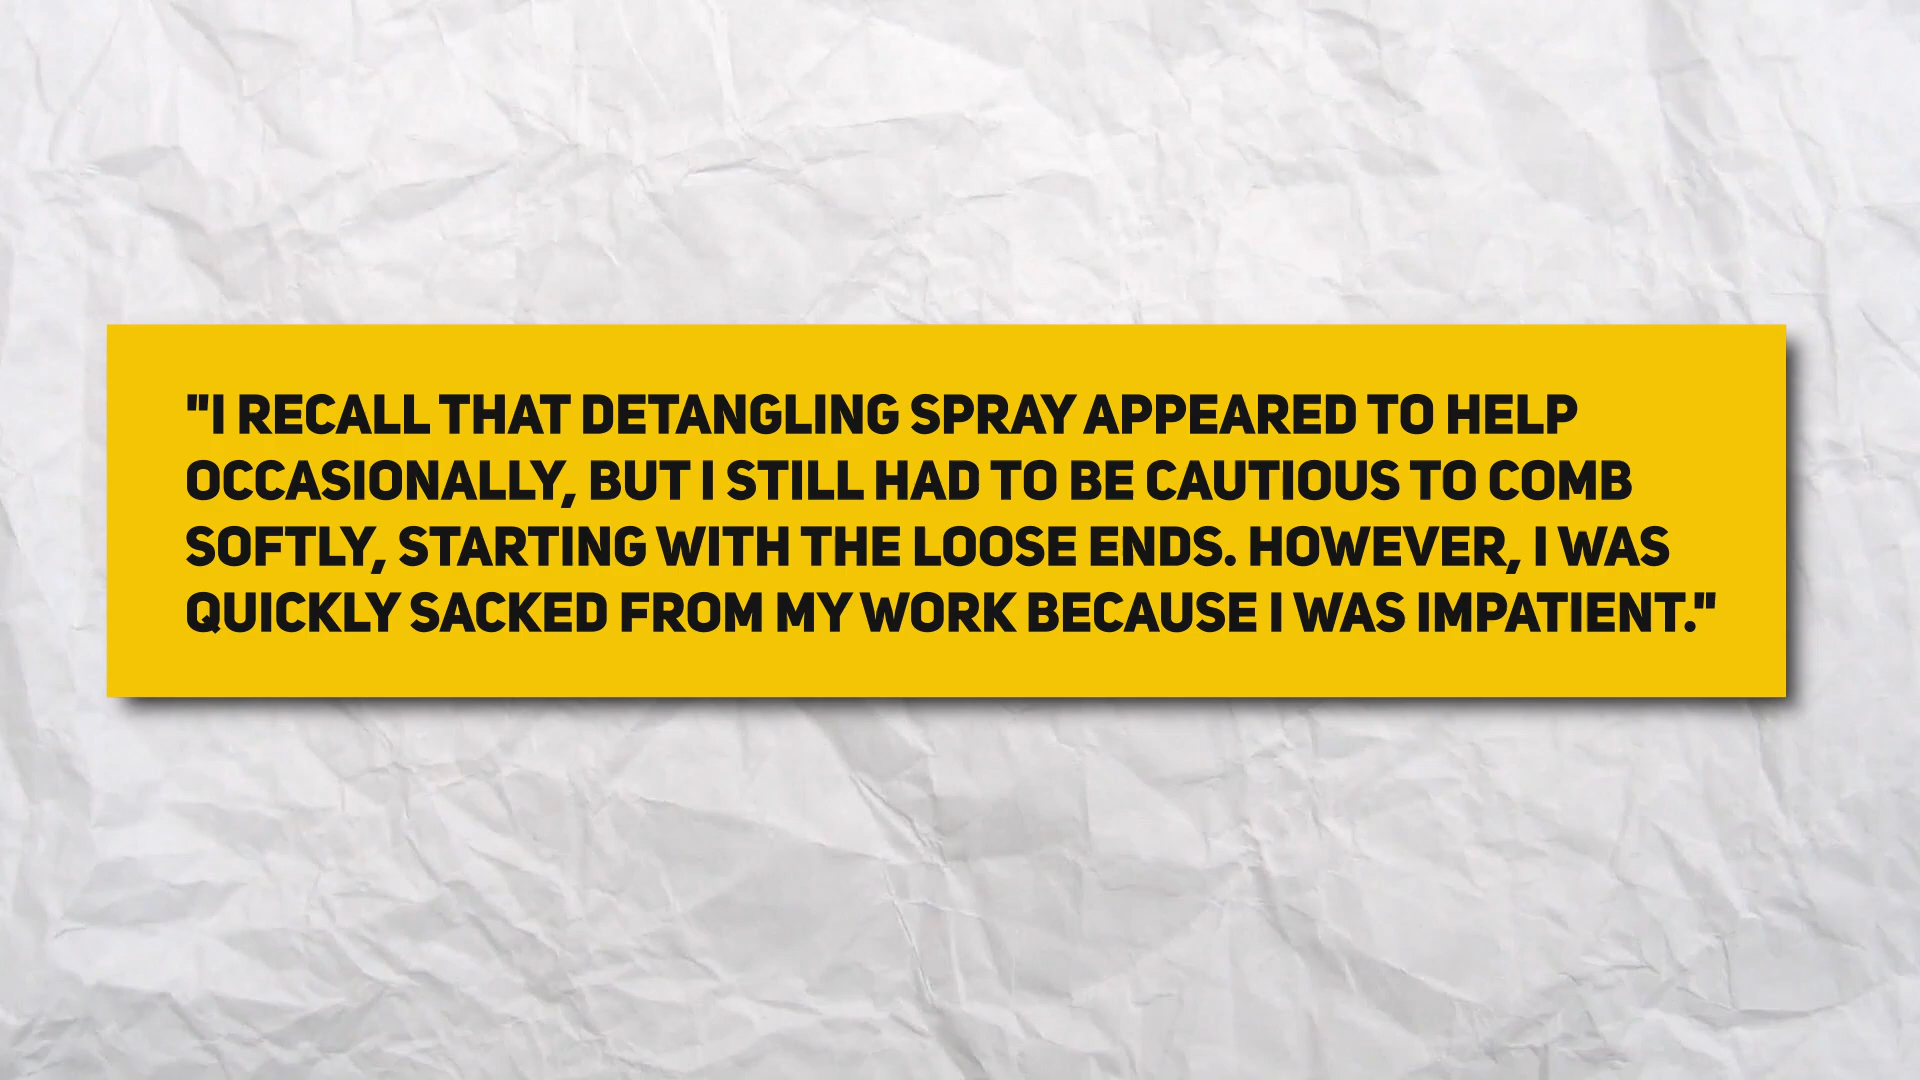 "I RECALL THAT DETANGLING SPRAY APPEARED TO HELP
OCCASIONALLY, BUT I STILL HAD TO BE CAUTIOUS TO COMB
SOFTLY, STARTING WITH THE LOOSE ENDS. HOWEVER, I WAS
QUICKLY SACKED FROM MY WORK BECAUSE I WAS IMPATIENT."